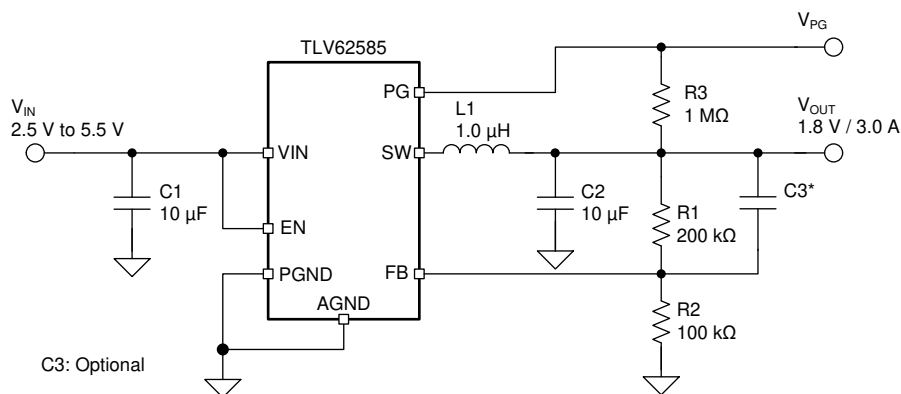 TLV62585
V_PG
PG
L1
1.0 µH
R3
1 MΩ
V_IN
2.5 V to 5.5 V
V_OUT
1.8 V / 3.0 A
VIN
SW
C1
10 µF
C2
10 µF
C3*
R1
200 kΩ
EN
PGND
FB
AGND
R2
100 kΩ
C3: Optional